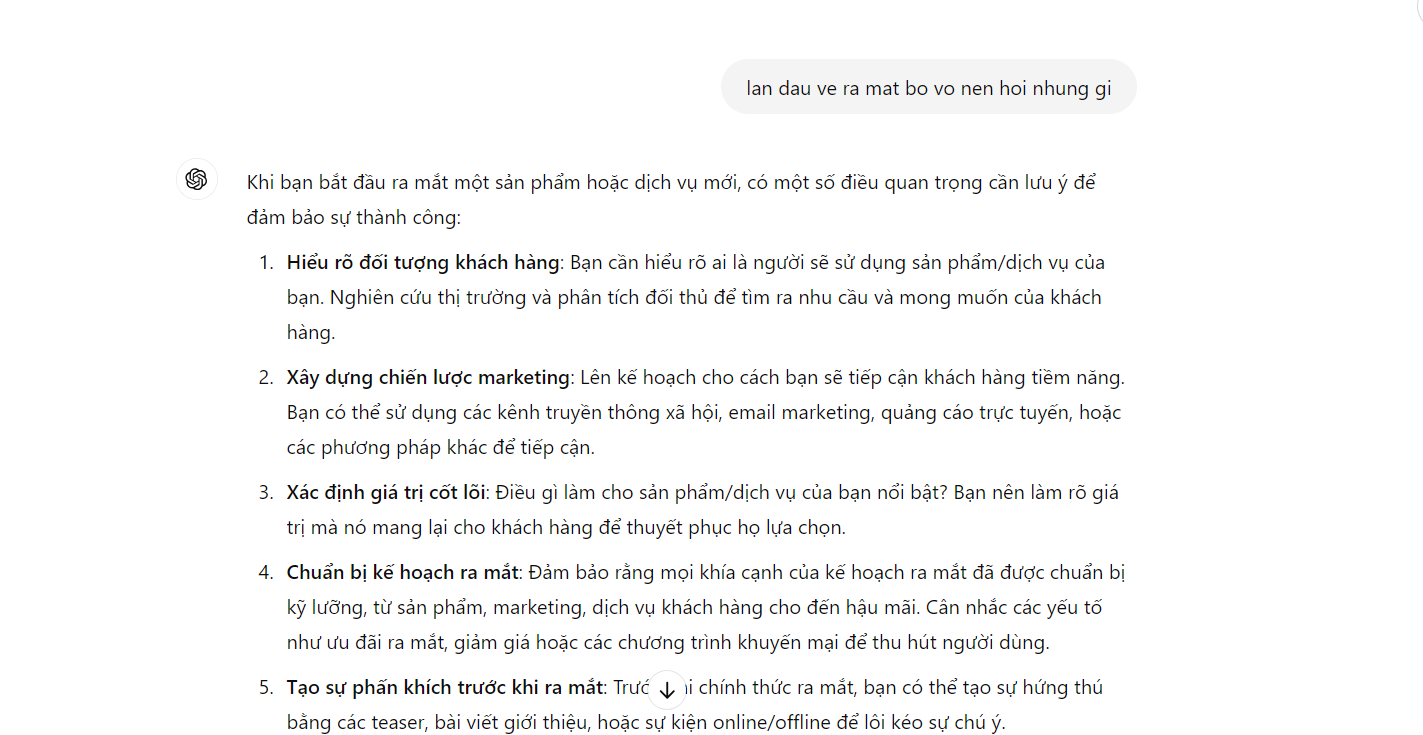 lan dau ve ra mat bo vo nen hoi nhung gi
Khi bạn bắt đầu ra mắt một sản phẩm hoặc dịch vụ mới, có một số điều quan trọng cần lưu ý để
đảm bảo sự thành công:
1. Hiểu rõ đối tượng khách hàng: Bạn cần hiểu rõ ai là người sẽ sử dụng sản phẩm/dịch vụ của
bạn. Nghiên cứu thị trường và phân tích đối thủ để tìm ra nhu cầu và mong muốn của khách
hàng.
2. Xây dựng chiến lược marketing: Lên kế hoạch cho cách bạn sẽ tiếp cận khách hàng tiềm năng.
Bạn có thể sử dụng các kênh truyền thông xã hội, email marketing, quảng cáo trực tuyến, hoặc
các phương pháp khác để tiếp cận.
3. Xác định giá trị cốt lõi: Điều gì làm cho sản phẩm/dịch vụ của bạn nổi bật? Bạn nên làm rõ giá
trị mà nó mang lại cho khách hàng để thuyết phục họ lựa chọn.
4. Chuẩn bị kế hoạch ra mắt: Đảm bảo rằng mọi khía cạnh của kế hoạch ra mắt đã được chuẩn bị
kỹ lưỡng, từ sản phẩm, marketing, dịch vụ khách hàng cho đến hậu mãi. Cân nhắc các yếu tố
như ưu đãi ra mắt, giảm giá hoặc các chương trình khuyến mại để thu hút người dùng.
5. Tạo sự phấn khích trước khi ra mắt: chính thức ra mắt, bạn có thể tạo sự hứng thú
bằng các teaser, bài viết giới thiệu, hoặc sự kiện online/offline để lôi kéo sự chú ý.